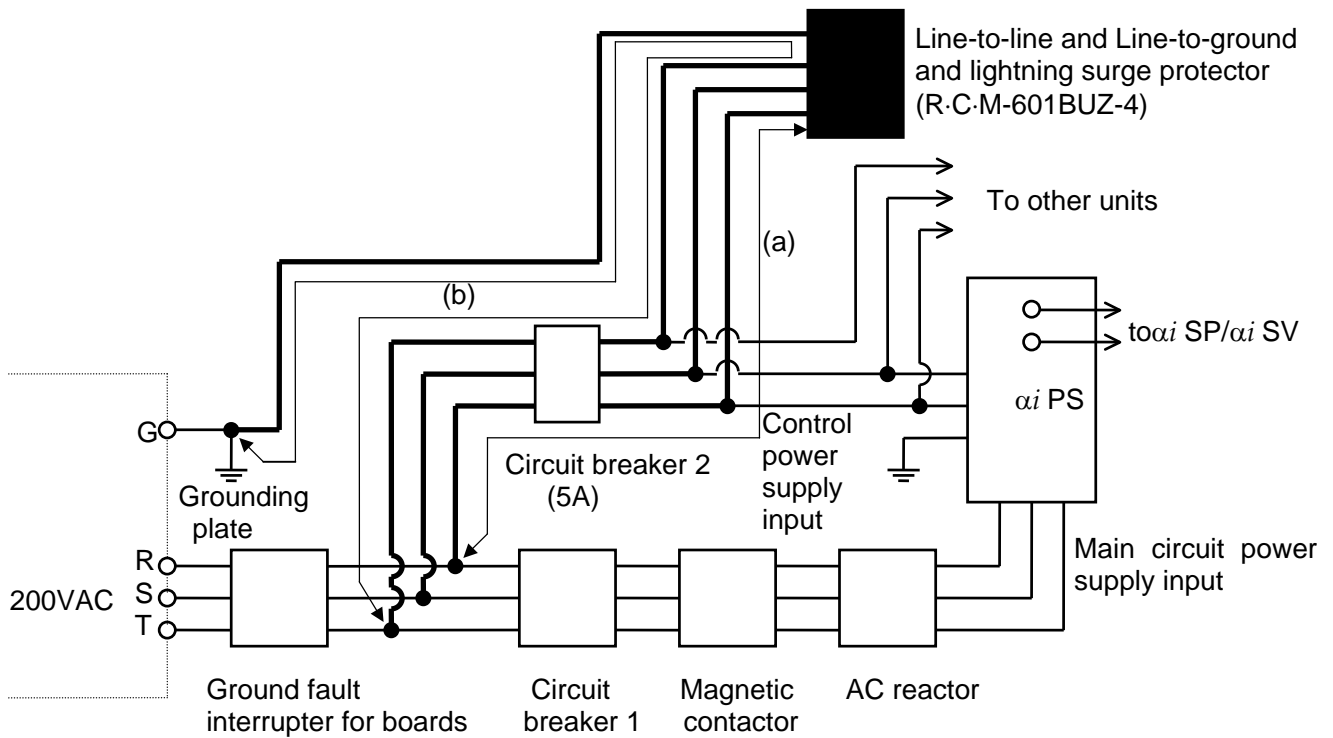 Line-to-line and Line-to-ground
and lightning surge protector
(R·C·M-601BUZ-4)
To other units
(a)
(b)
toαi SP/αi SV
αi PS
G
Grounding
plate
Circuit breaker 2
(5A)
Control
power
supply
input
R
S
T
200VAC
Main circuit power
supply input
Ground fault
interrupter for boards
Circuit
breaker 1
Magnetic
contactor
AC reactor